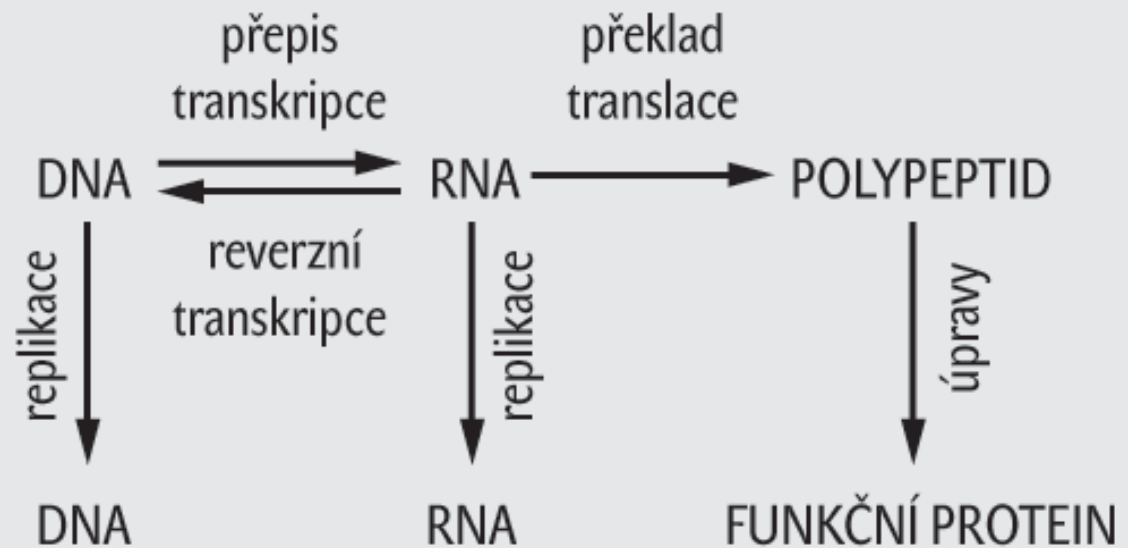 přepis
transkripce
překlad
translace
DNA
RNA
POLYPEPTID
reverzní
transkripce
replikace
replikace
úpravy
DNA
RNA
FUNKČNÍ PROTEIN